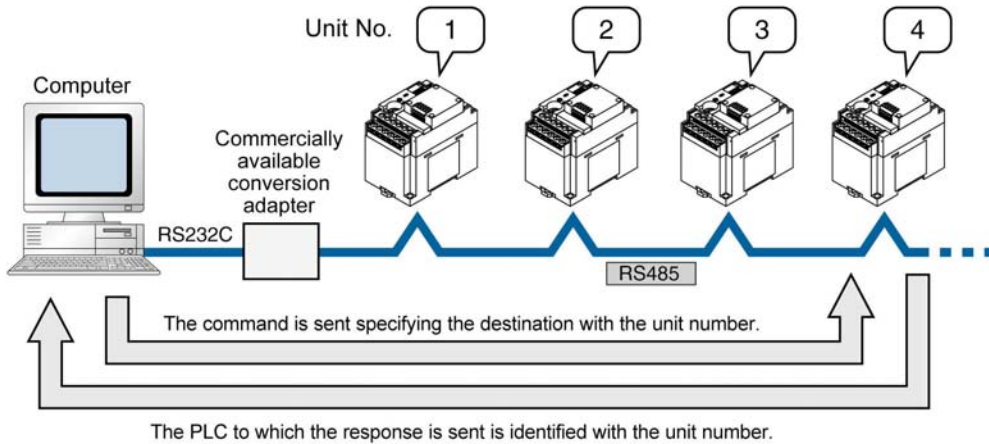 Unit No. 1 2 3 4
Computer
Commercially
available
conversion
adapter
RS232C
RS485
The command is sent specifying the destination with the unit number.
The PLC to which the response is sent is identified with the unit number.